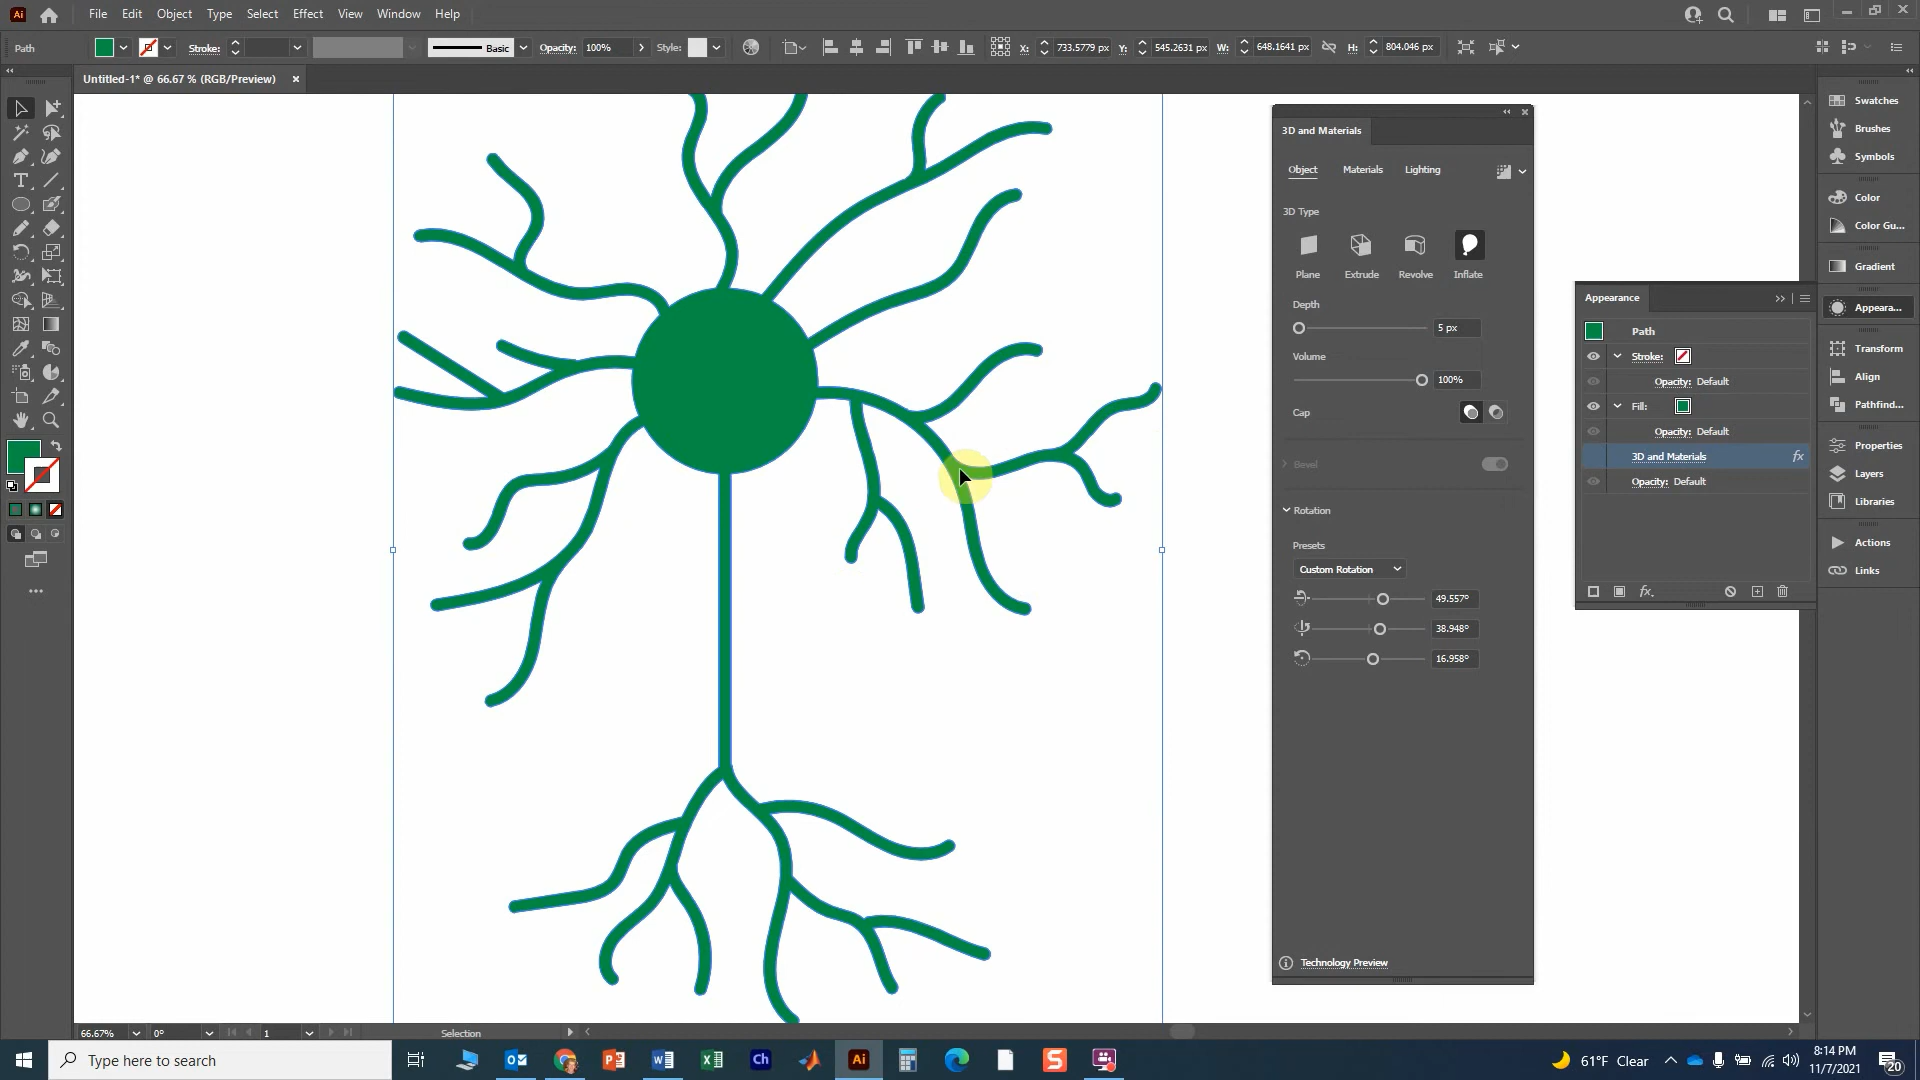 Ai File Edit Object Type Select Effect View Window Help
Path Stroke: Basic Opacity: 100% Style: X: 733.5779 px Y: 545.2631 px W: 648.1641 px H: 804.046 px
Untitled-1* @ 66.67 % (RGB/Preview)
3D and Materials
Object Materials Lighting
3D Type
Plane Extrude Revolve Inflate
Depth
5 px
Volume
100%
Cap
Bevel
Rotation
Presets
Custom Rotation
49.557°
38.948°
16.958°
Technology Preview
Appearance
Path
Stroke:
Opacity: Default
Fill:
Opacity: Default
3D and Materials fx
Opacity: Default
fx
Swatches
Brushes
Symbols
Color
Color Gu...
Gradient
Appeara...
Transform
Align
Pathfind...
Properties
Layers
Libraries
Actions
Links
66.67% 0° 1 Selection
Type here to search
Ch Ai S
61°F Clear
8:14 PM
11/7/2021
20